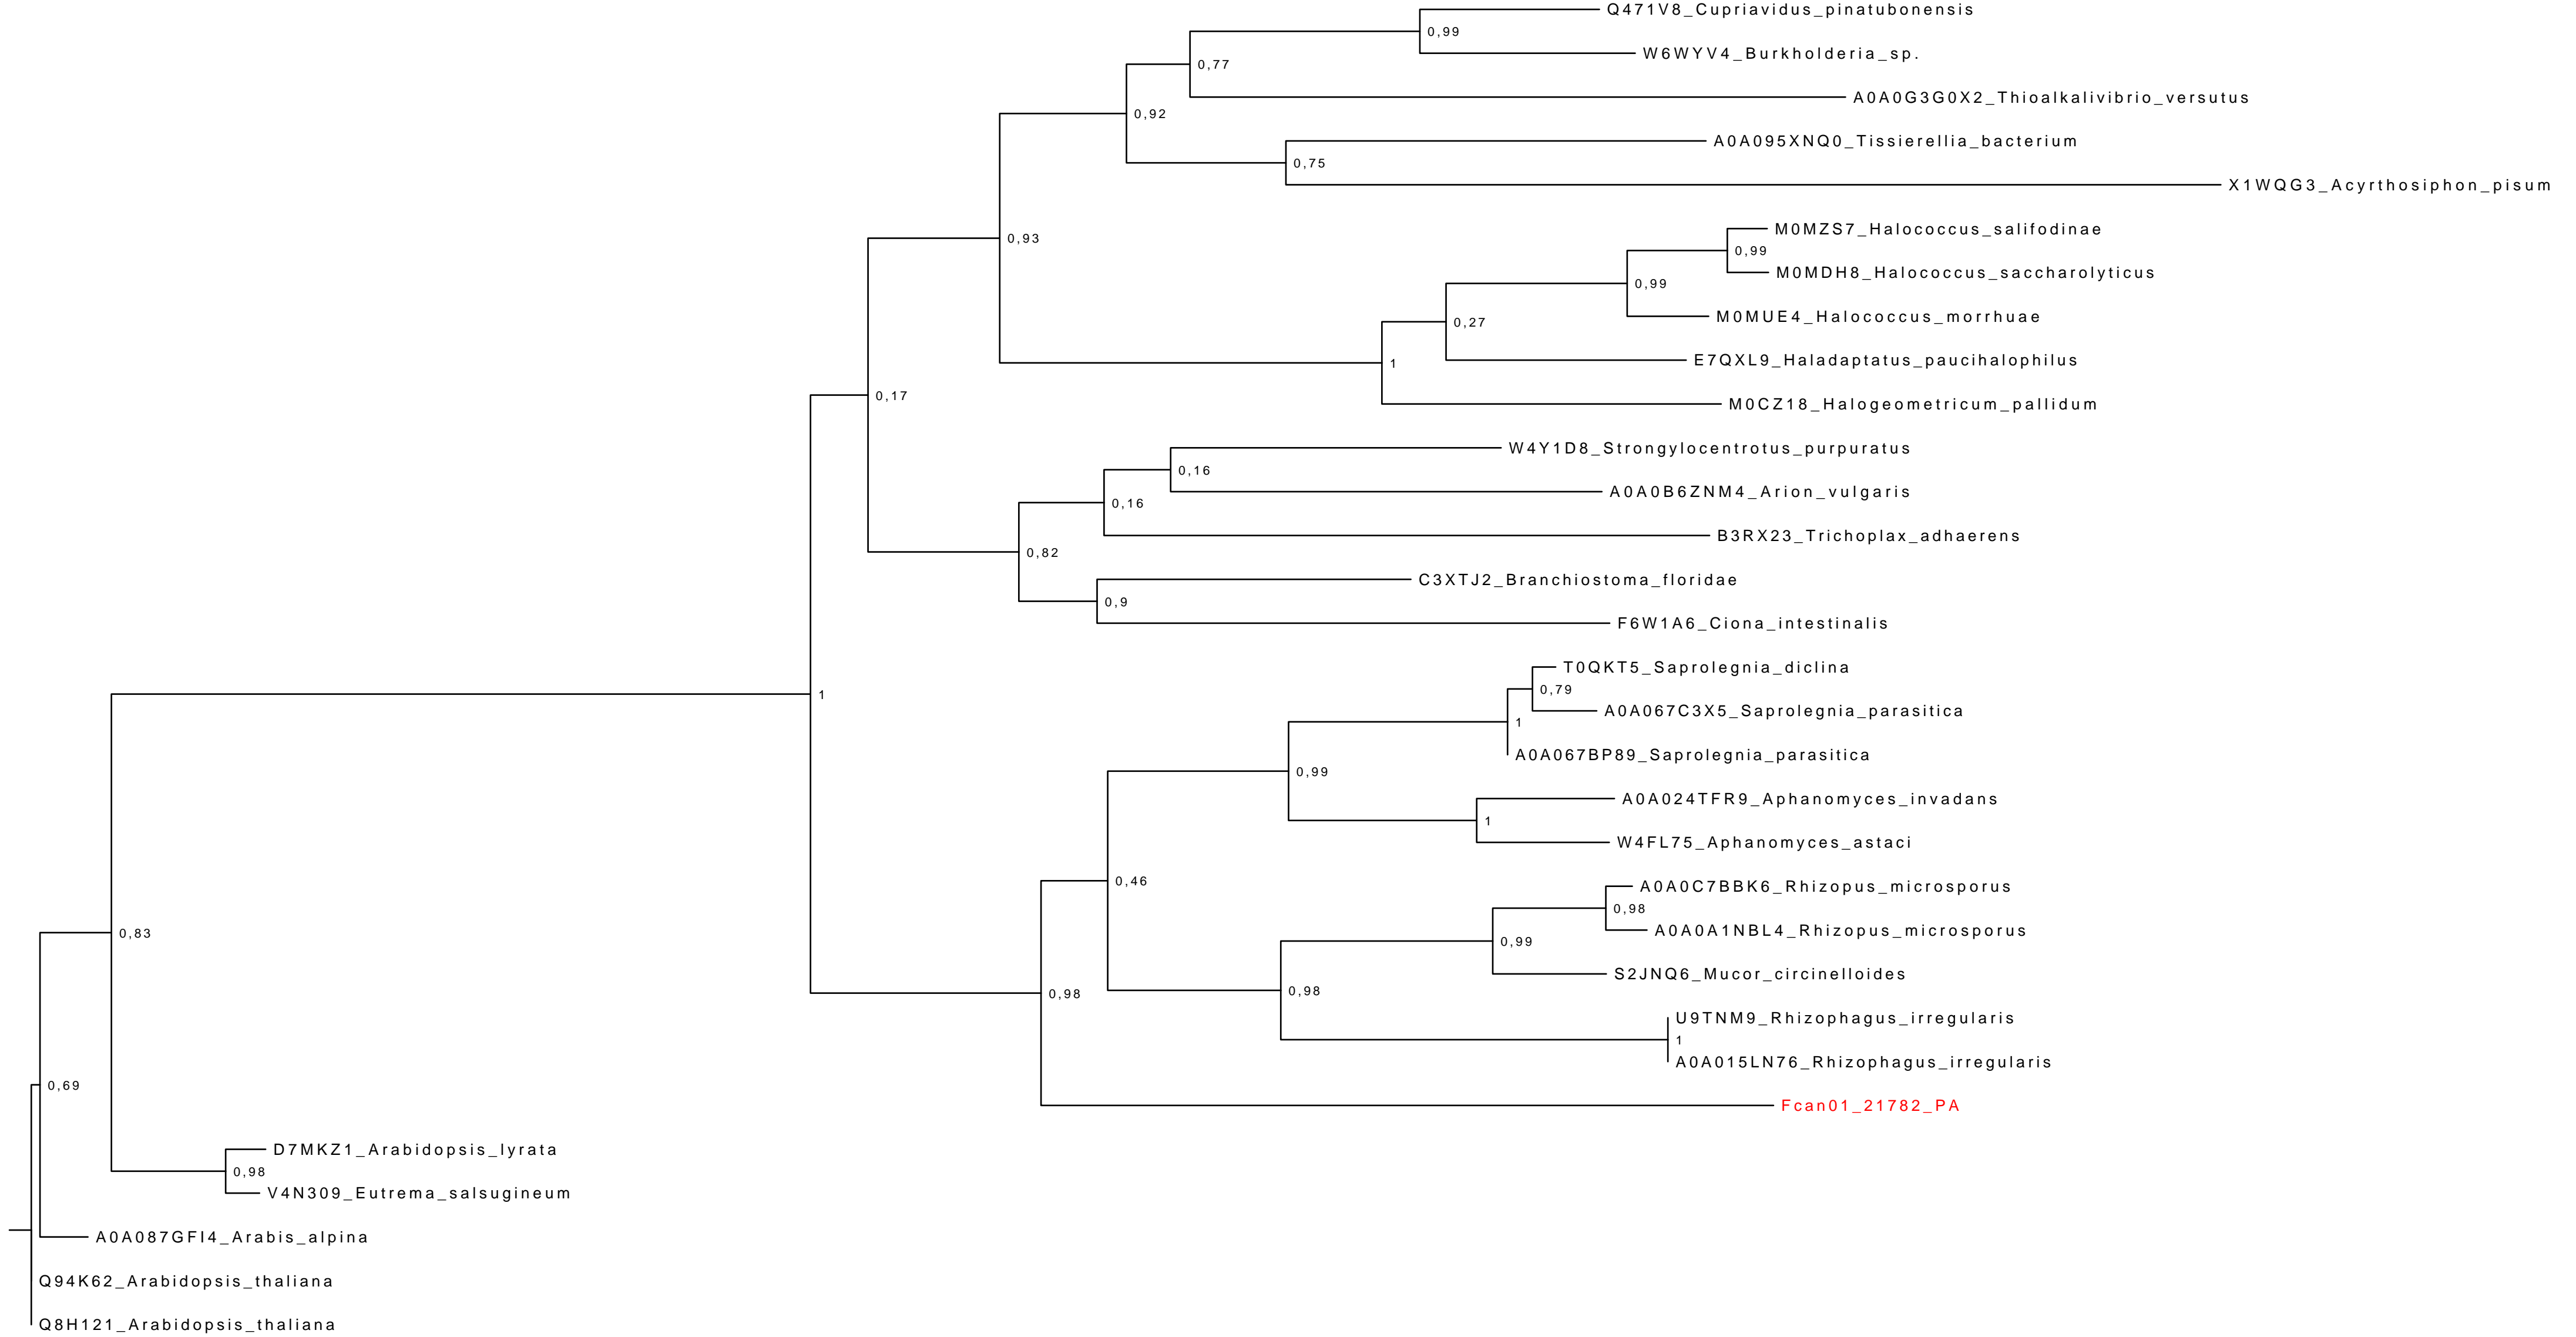 Q471V8_Cupriavidus_pinatubonensis
0,99
W6WYV4_Burkholderia_sp.
0,77
A0A0G3G0X2_Thioalkalivibrio_versutus
0,92
A0A095XNQ0_Tissierellia_bacterium
0,75
X1WQG3_Acyrthosiphon_pisum
M0MZS7_Halococcus_salifodinae
0,93
0,99
M0MDH8_Halococcus_saccharolyticus
0,99
M0MUE4_Halococcus_morrhuae
0,27
E7QXL9_Haladaptatus_paucihalophilus
1
0,17
M0CZ18_Halogeometricum_pallidum
W4Y1D8_Strongylocentrotus_purpuratus
0,16
A0A0B6ZNM4_Arion_vulgaris
0,16
B3RX23_Trichoplax_adhaerens
0,82
C3XTJ2_Branchiostoma_floridae
0,9
F6W1A6_Ciona_intestinalis
T0QKT5_Saprolegnia_diclina
0,79
1
A0A067C3X5_Saprolegnia_parasitica
1
A0A067BP89_Saprolegnia_parasitica
0,99
A0A024TFR9_Aphanomyces_invadans
1
W4FL75_Aphanomyces_astaci
0,46
A0A0C7BBK6_Rhizopus_microsporus
0,98
A0A0A1NBL4_Rhizopus_microsporus
0,83
0,99
S2JNQ6_Mucor_circinelloides
0,98
0,98
U9TNM9_Rhizophagus_irregularis
1
A0A015LN76_Rhizophagus_irregularis
0,69
Fcan01_21782_PA
D7MKZ1_Arabidopsis_lyrata
0,98
V4N309_Eutrema_salsugineum
A0A087GFI4_Arabis_alpina
Q94K62_Arabidopsis_thaliana
Q8H121_Arabidopsis_thaliana